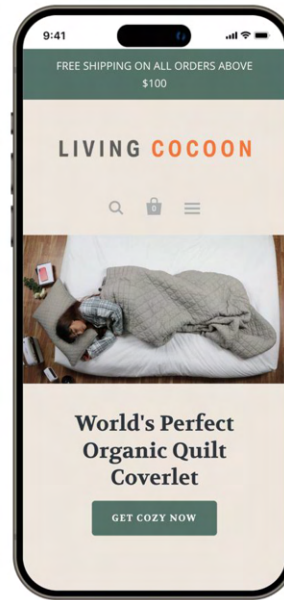 9:41
FREE SHIPPING ON ALL ORDERS ABOVE
$100
LIVING COCOON
0
World's Perfect
Organic Quilt
Coverlet
GET COZY NOW